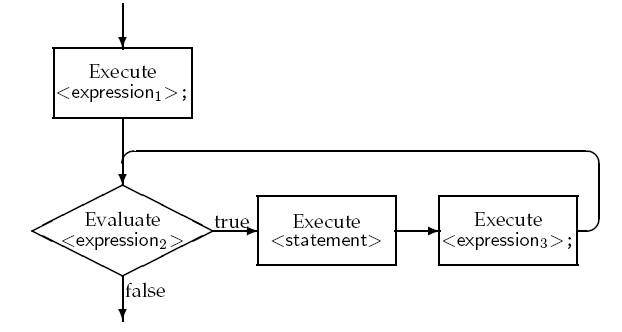 Execute
<expression₁>;
Evaluate
<expression₂>
true
Execute
<statement>
Execute
<expression₃>;
false